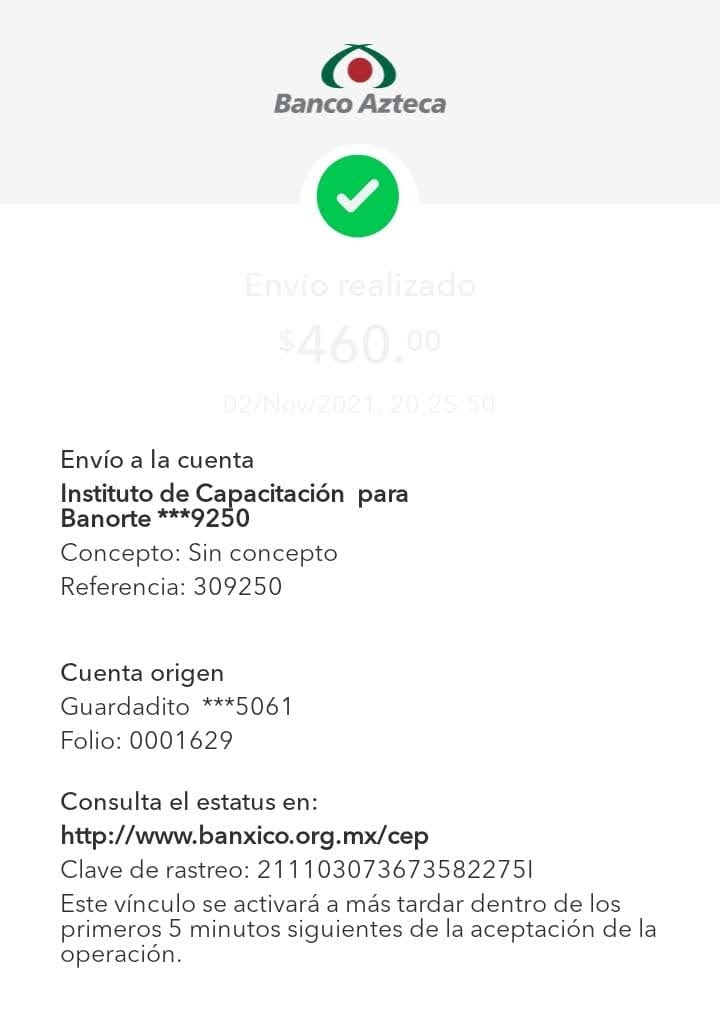 Banco Azteca
Envío realizado
$460.00
02/Nov/2021, 20:25:50
Envío a la cuenta
Instituto de Capacitación para
Banorte ***9250
Concepto: Sin concepto
Referencia: 309250
Cuenta origen
Guardadito ***5061
Folio: 0001629
Consulta el estatus en:
http://www.banxico.org.mx/cep
Clave de rastreo: 211103073673582275I
Este vínculo se activará a más tardar dentro de los
primeros 5 minutos siguientes de la aceptación de la
operación.